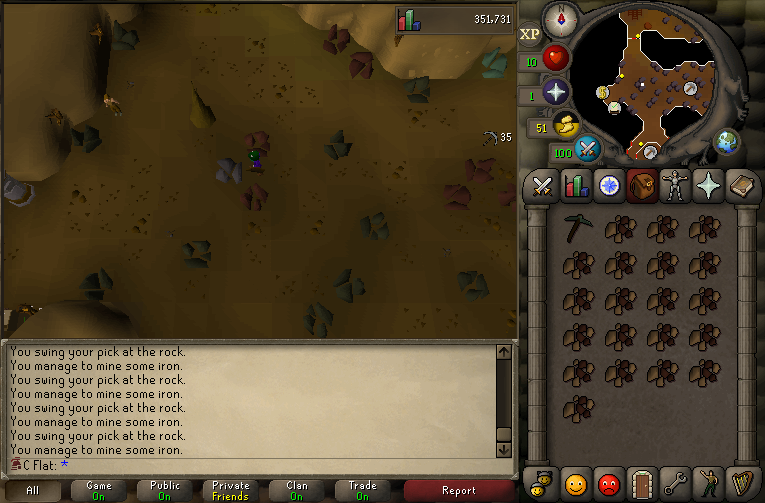 351,731
XP
10
1
35
51
100
You swing your pick at the rock.
You manage to mine some iron.
You swing your pick at the rock.
You manage to mine some iron.
You swing your pick at the rock.
You manage to mine some iron.
You swing your pick at the rock.
You manage to mine some iron.
C Flat: *
All
Game
On
Public
On
Private
Friends
Clan
On
Trade
On
Report